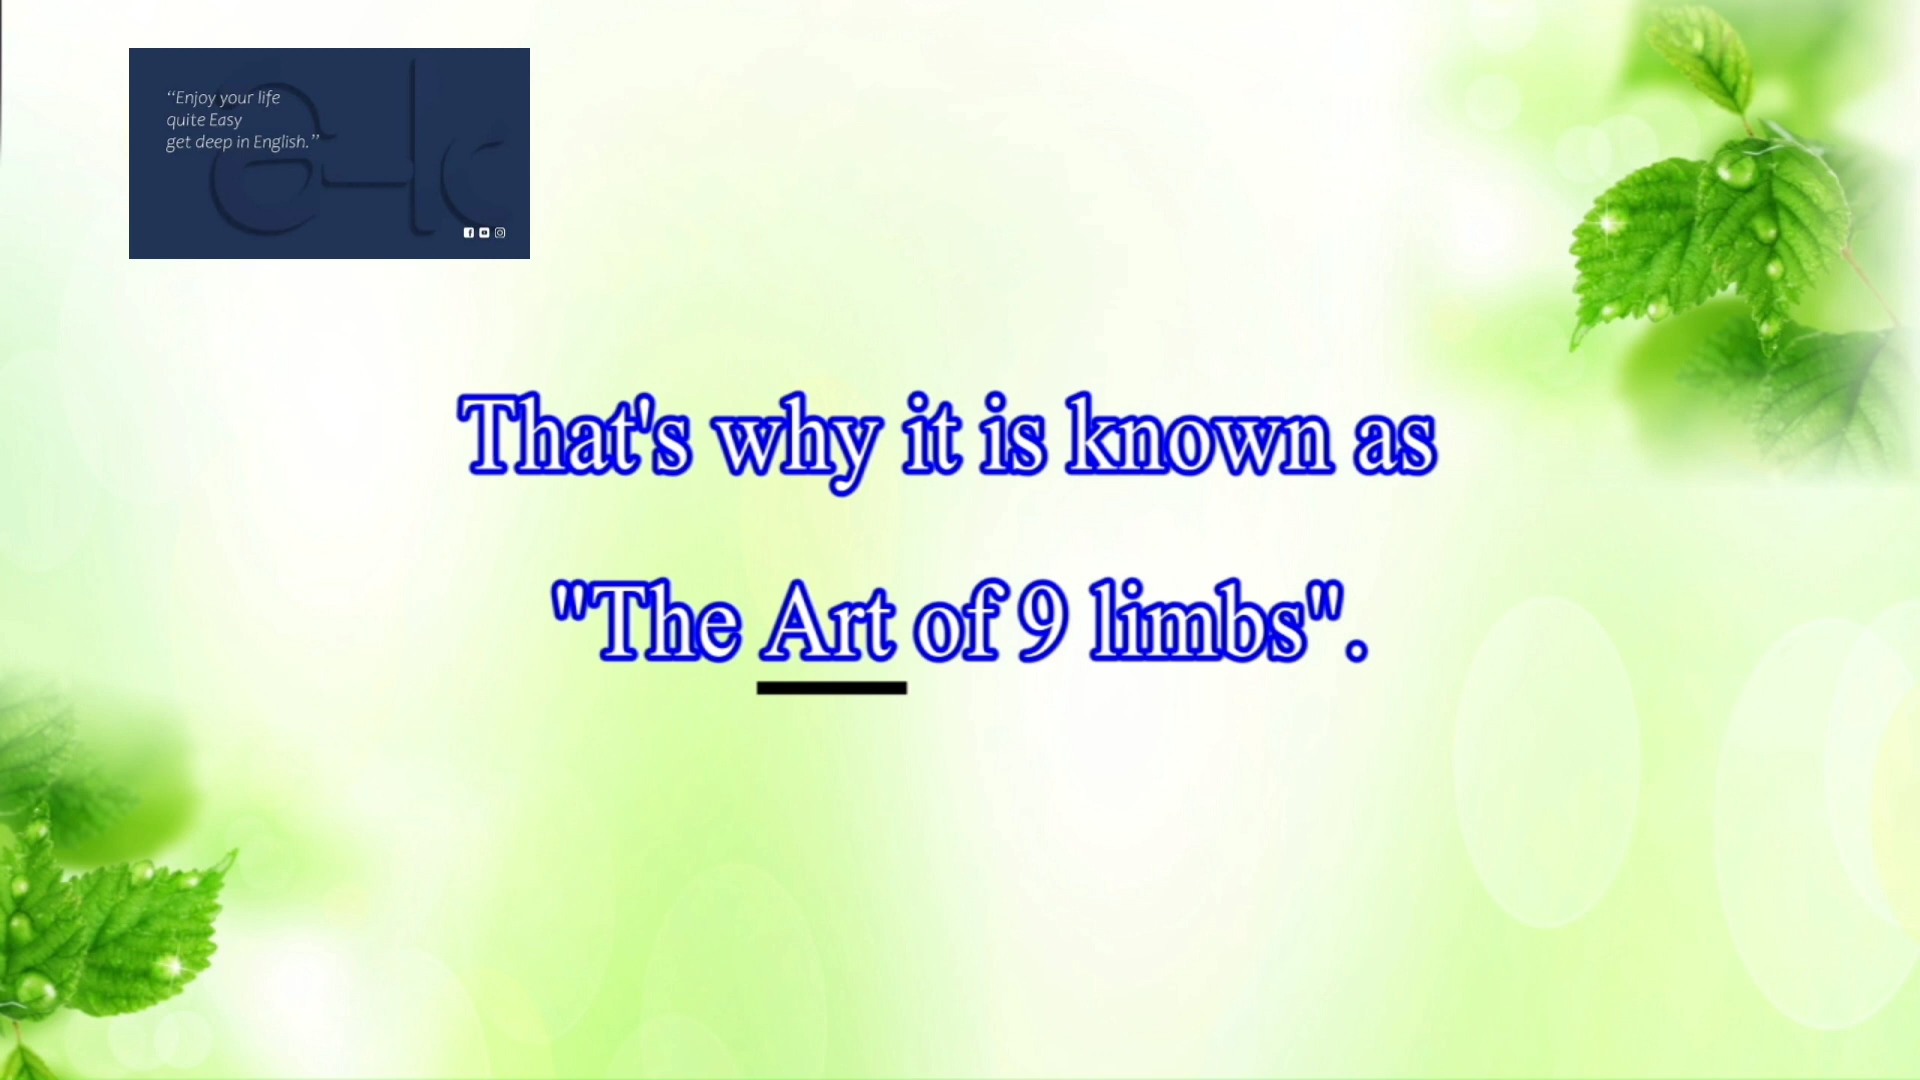 “Enjoy your life
quite Easy
get deep in English.”
That's why it is known as
"The Art of 9 limbs".